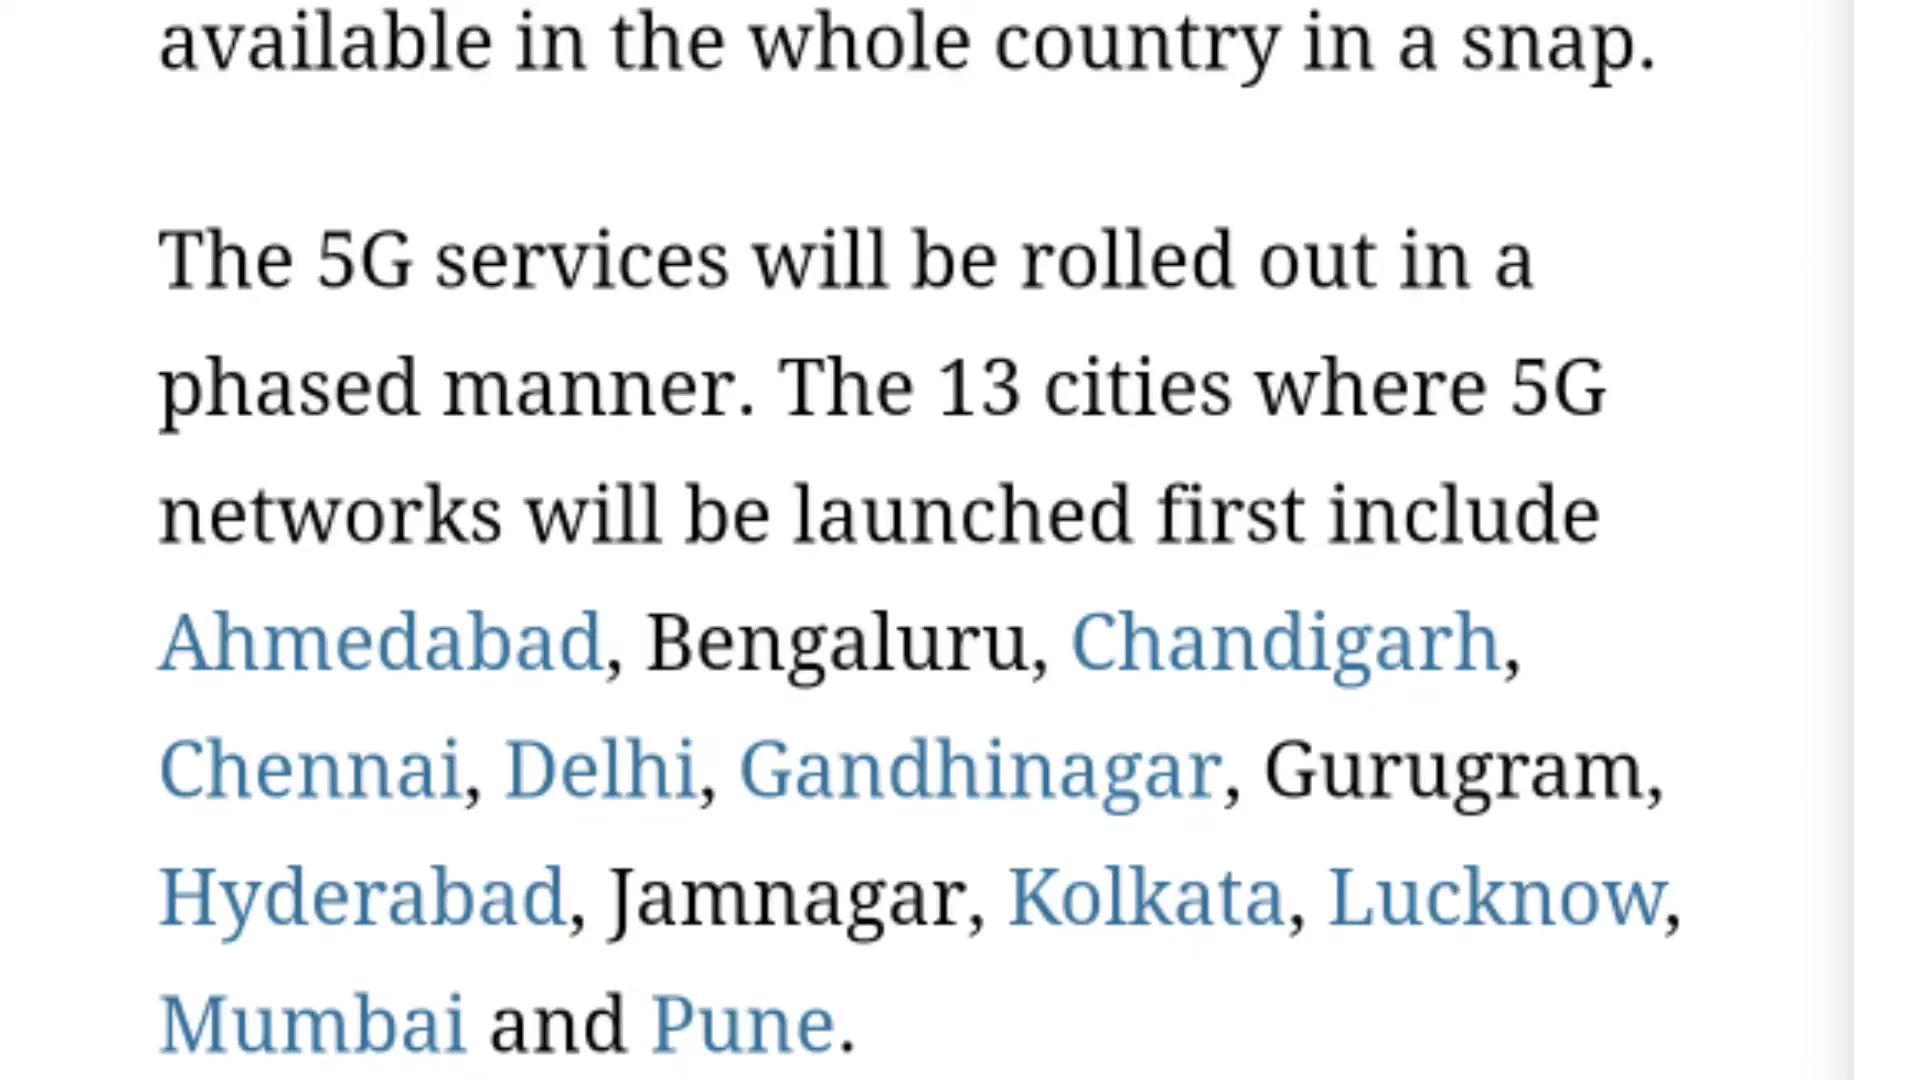 available in the whole country in a snap.
The 5G services will be rolled out in a
phased manner. The 13 cities where 5G
networks will be launched first include
Ahmedabad, Bengaluru, Chandigarh,
Chennai, Delhi, Gandhinagar, Gurugram,
Hyderabad, Jamnagar, Kolkata, Lucknow,
Mumbai and Pune.